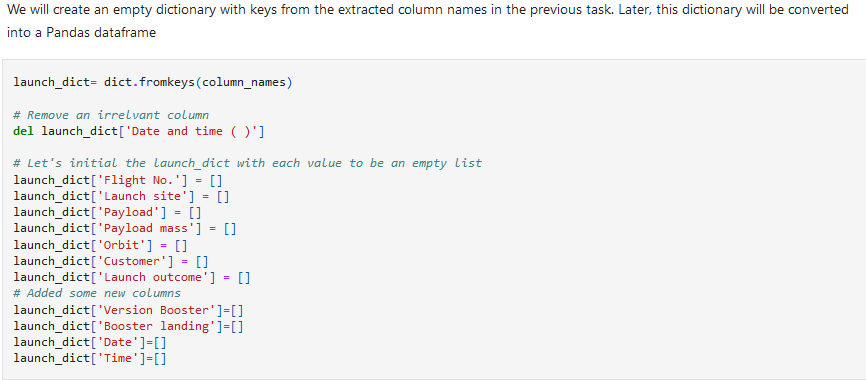 We will create an empty dictionary with keys from the extracted column names in the previous task. Later, this dictionary will be converted
into a Pandas dataframe
launch_dict= dict.fromkeys(column_names)
# Remove an irrelvant column
del launch_dict['Date and time ( )']
# Let's initial the launch_dict with each value to be an empty list
launch_dict['Flight No.'] = []
launch_dict['Launch site'] = []
launch_dict['Payload'] = []
launch_dict['Payload mass'] = []
launch_dict['Orbit'] = []
launch_dict['Customer'] = []
launch_dict['Launch outcome'] = []
# Added some new columns
launch_dict['Version Booster']=[]
launch_dict['Booster landing']=[]
launch_dict['Date']=[]
launch_dict['Time']=[]